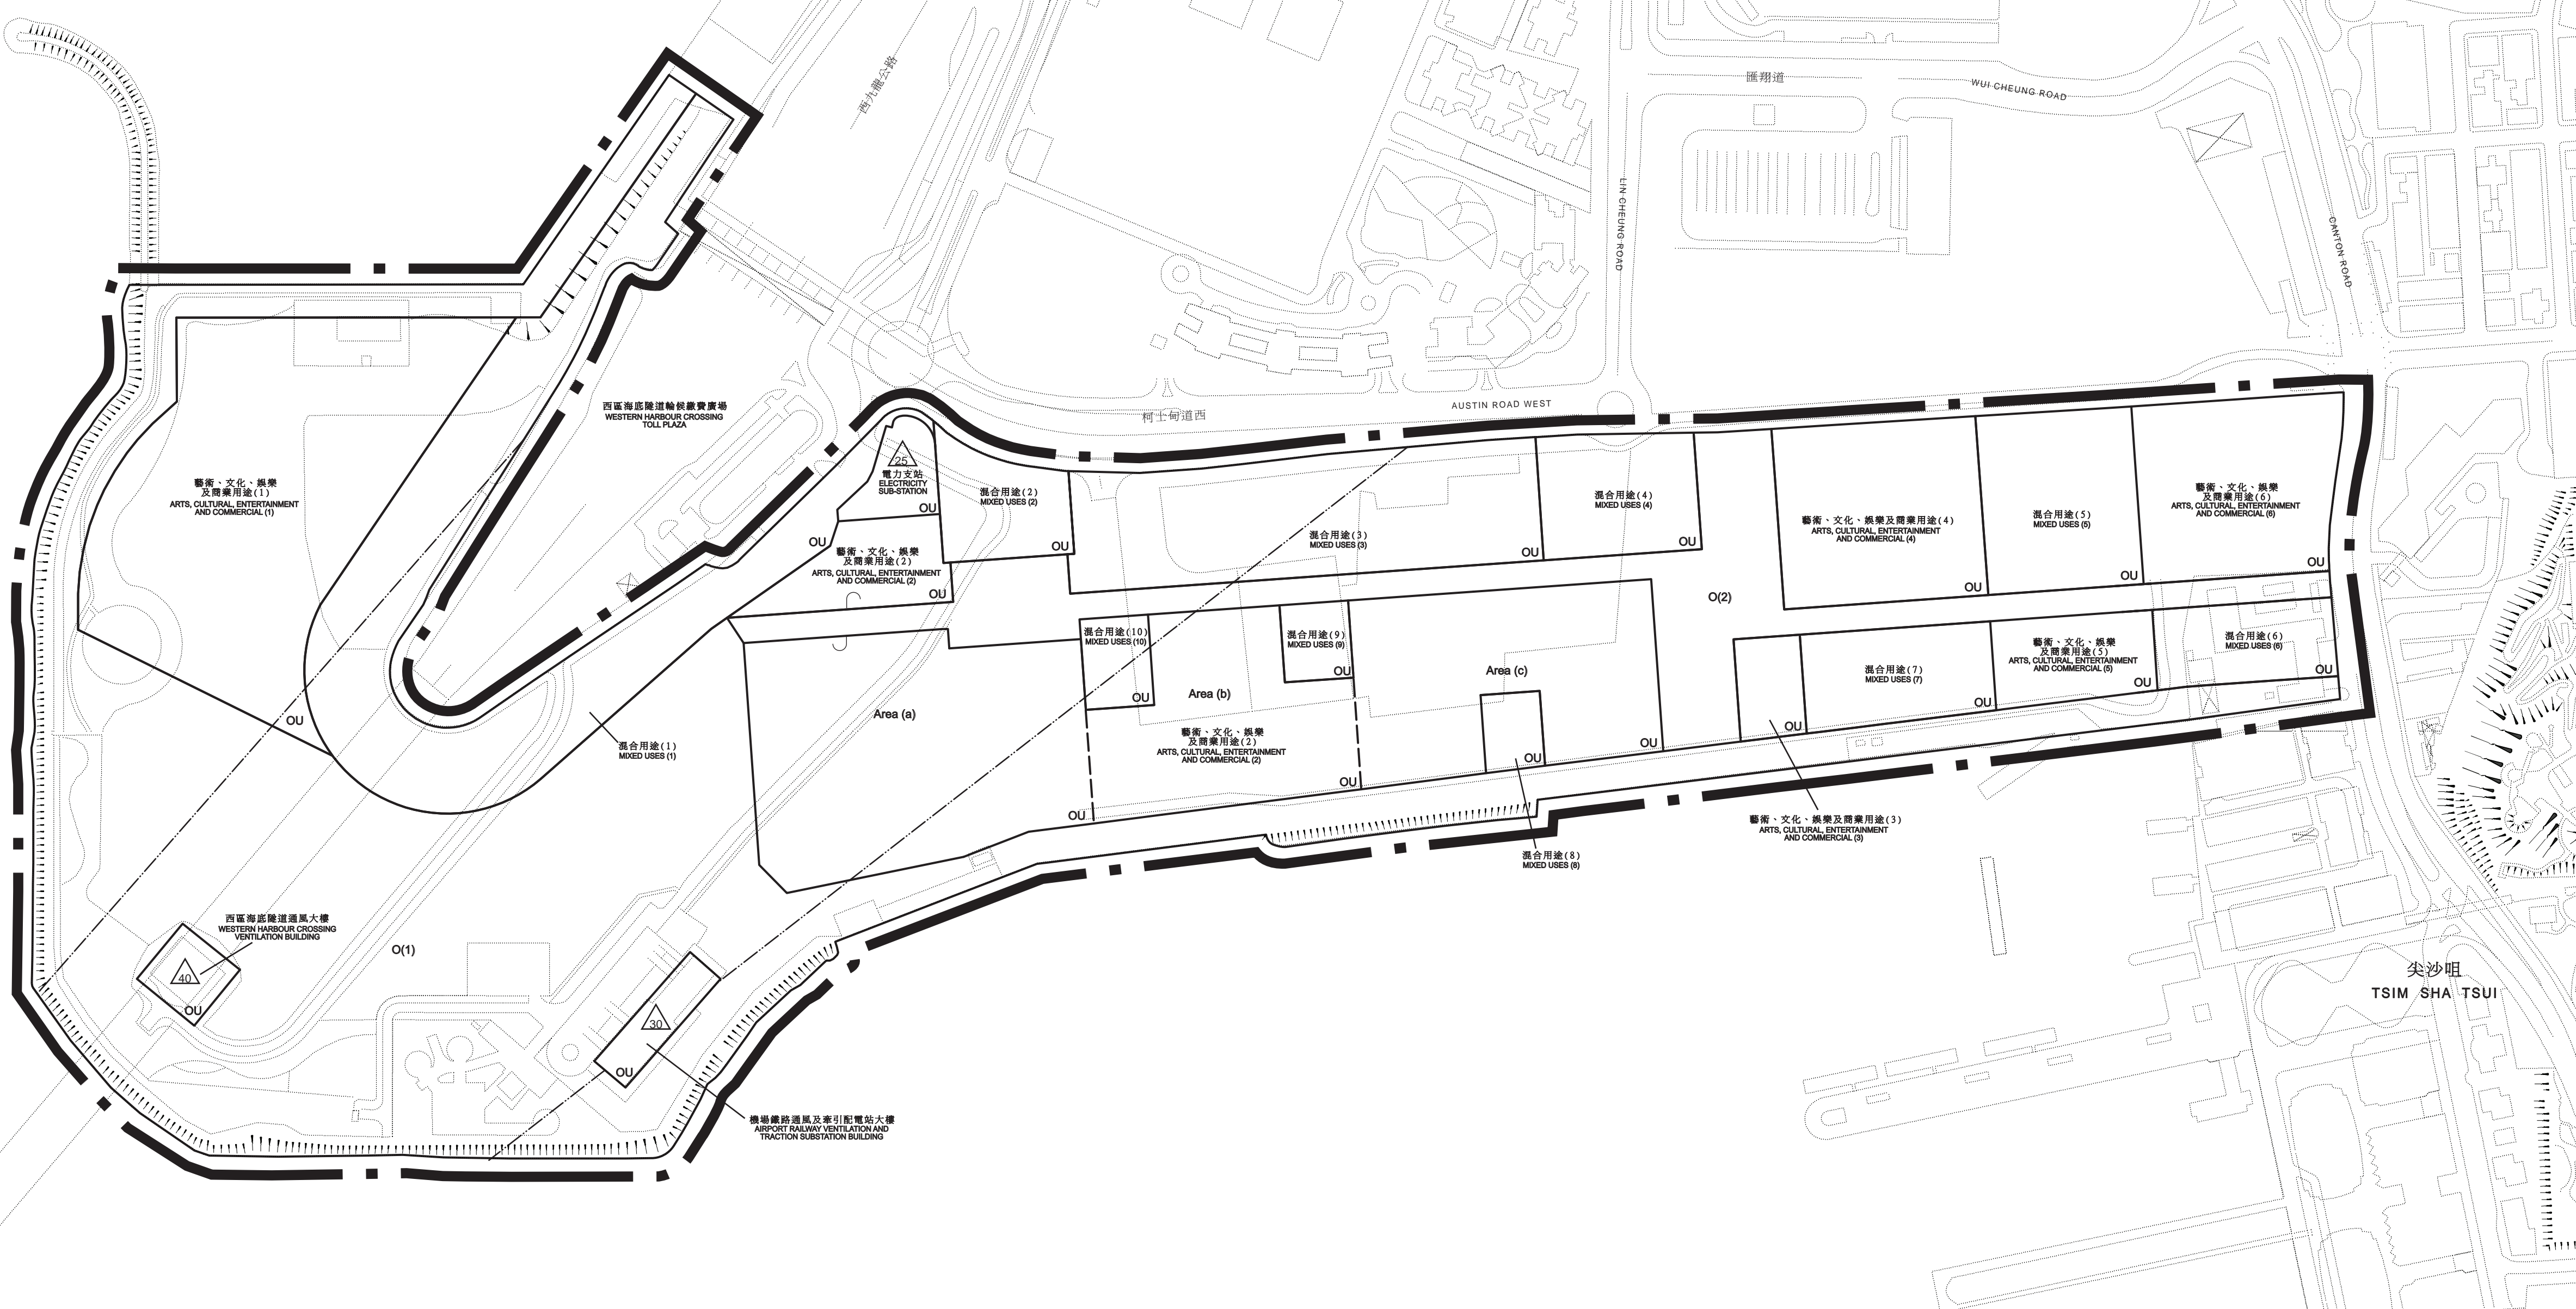 西九龍公路
匯翔道
WUI CHEUNG ROAD
LIN CHEUNG ROAD
CANTON ROAD
西區海底隧道輪候繳費廣場
WESTERN HARBOUR CROSSING
TOLL PLAZA
柯士甸道西
AUSTIN ROAD WEST
藝術、文化、娛樂
及商業用途(1)
ARTS, CULTURAL, ENTERTAINMENT
AND COMMERCIAL (1)
OU
25
電力支站
ELECTRICITY
SUB-STATION
OU
混合用途(2)
MIXED USES (2)
OU
混合用途(3)
MIXED USES (3)
OU
混合用途(4)
MIXED USES (4)
OU
藝術、文化、娛樂及商業用途(4)
ARTS, CULTURAL, ENTERTAINMENT
AND COMMERCIAL (4)
OU
混合用途(5)
MIXED USES (5)
OU
藝術、文化、娛樂
及商業用途(6)
ARTS, CULTURAL, ENTERTAINMENT
AND COMMERCIAL (6)
OU
OU
藝術、文化、娛樂
及商業用途(2)
ARTS, CULTURAL, ENTERTAINMENT
AND COMMERCIAL (2)
OU
O(2)
混合用途(10)
MIXED USES (10)
OU
混合用途(9)
MIXED USES (9)
OU
Area (c)
OU
混合用途(7)
MIXED USES (7)
OU
藝術、文化、娛樂
及商業用途(5)
ARTS, CULTURAL, ENTERTAINMENT
AND COMMERCIAL (5)
OU
混合用途(6)
MIXED USES (6)
OU
Area (a)
OU
Area (b)
藝術、文化、娛樂
及商業用途(2)
ARTS, CULTURAL, ENTERTAINMENT
AND COMMERCIAL (2)
OU
混合用途(1)
MIXED USES (1)
OU
OU
藝術、文化、娛樂及商業用途(3)
ARTS, CULTURAL, ENTERTAINMENT
AND COMMERCIAL (3)
混合用途(8)
MIXED USES (8)
西區海底隧道通風大樓
WESTERN HARBOUR CROSSING
VENTILATION BUILDING
40
OU
O(1)
30
OU
尖沙咀
TSIM SHA TSUI
機場鐵路通風及牽引配電站大樓
AIRPORT RAILWAY VENTILATION AND
TRACTION SUBSTATION BUILDING